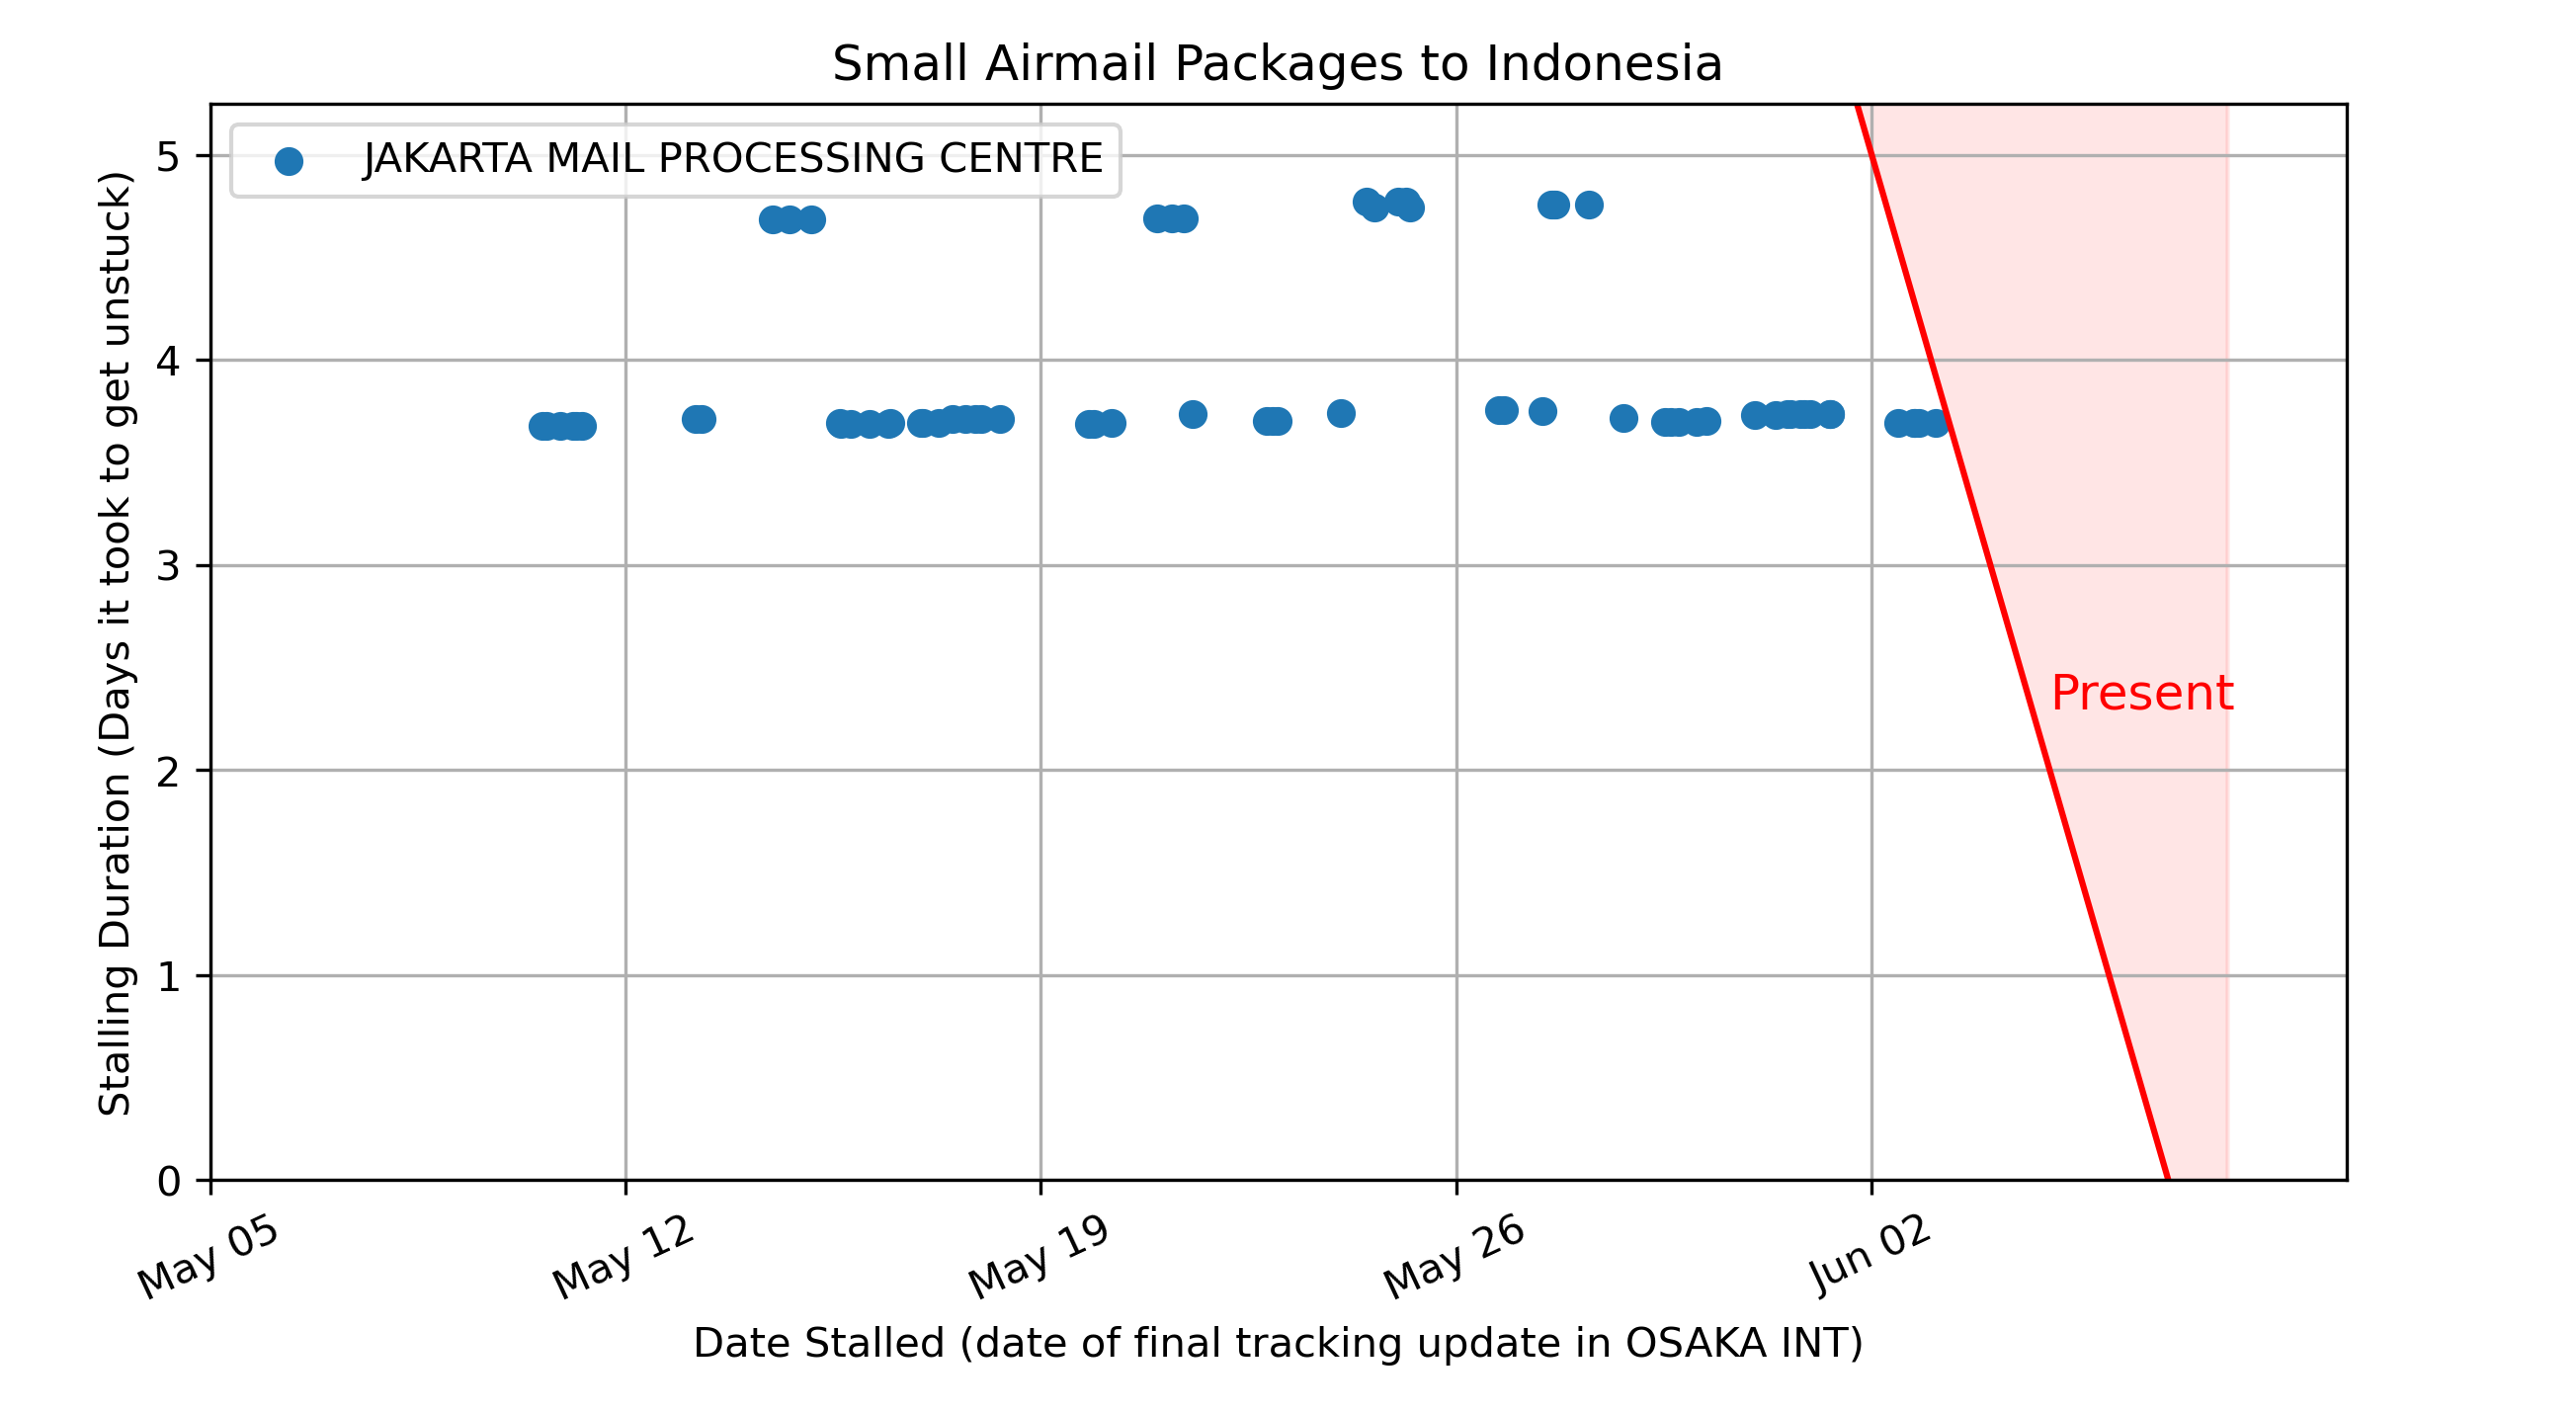 Small Airmail Packages to Indonesia
JAKARTA MAIL PROCESSING CENTRE
Stalling Duration (Days it took to get unstuck)
5
4
3
2
1
0
Present
May 05
May 12
May 19
May 26
Jun 02
Date Stalled (date of final tracking update in OSAKA INT)